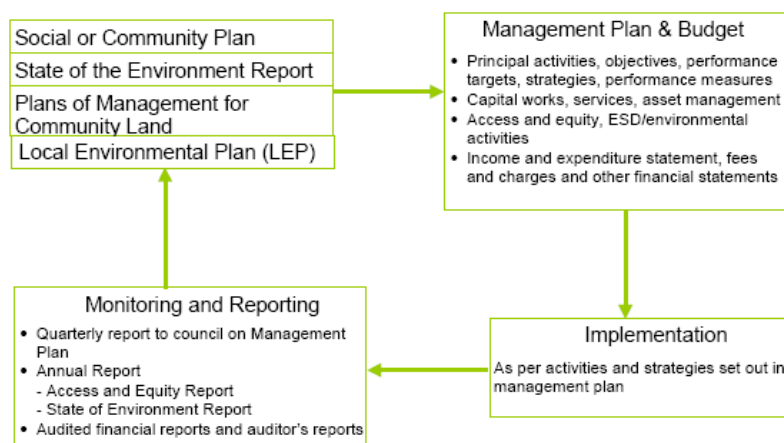 Social or Community Plan
State of the Environment Report
Plans of Management for
Community Land
Local Environmental Plan (LEP)
Management Plan & Budget
• Principal activities, objectives, performance
targets, strategies, performance measures
• Capital works, services, asset management
• Access and equity, ESD/environmental
activities
• Income and expenditure statement, fees
and charges and other financial statements
Implementation
As per activities and strategies set out in
management plan
Monitoring and Reporting
• Quarterly report to council on Management
Plan
• Annual Report
- Access and Equity Report
- State of Environment Report
• Audited financial reports and auditor's reports